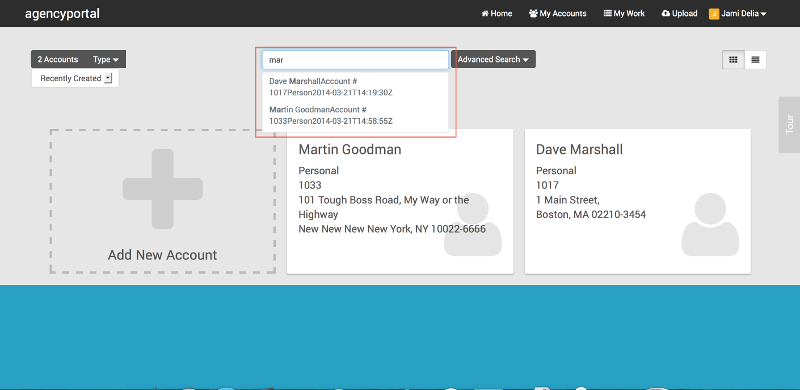 agencyportal
Home
My Accounts
My Work
Upload
Jami Delia
2 Accounts
Type
mar
Advanced Search
Recently Created
Dave MarshallAccount #
1017Person2014-03-21T14:19:30Z
Martin GoodmanAccount #
1033Person2014-03-21T14:58:55Z
Tour
Add New Account
Martin Goodman
Personal
1033
101 Tough Boss Road, My Way or the
Highway
New New New New York, NY 10022-6666
Dave Marshall
Personal
1017
1 Main Street,
Boston, MA 02210-3454